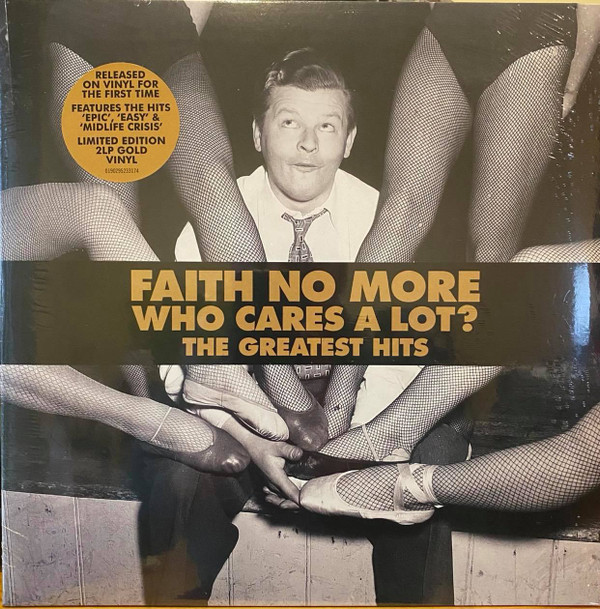 RELEASED
ON VINYL FOR
THE FIRST TIME
FEATURES THE HITS
'EPIC', 'EASY' &
'MIDLIFE CRISIS'
LIMITED EDITION
2LP GOLD
VINYL
FAITH NO MORE
WHO CARES A LOT?
THE GREATEST HITS